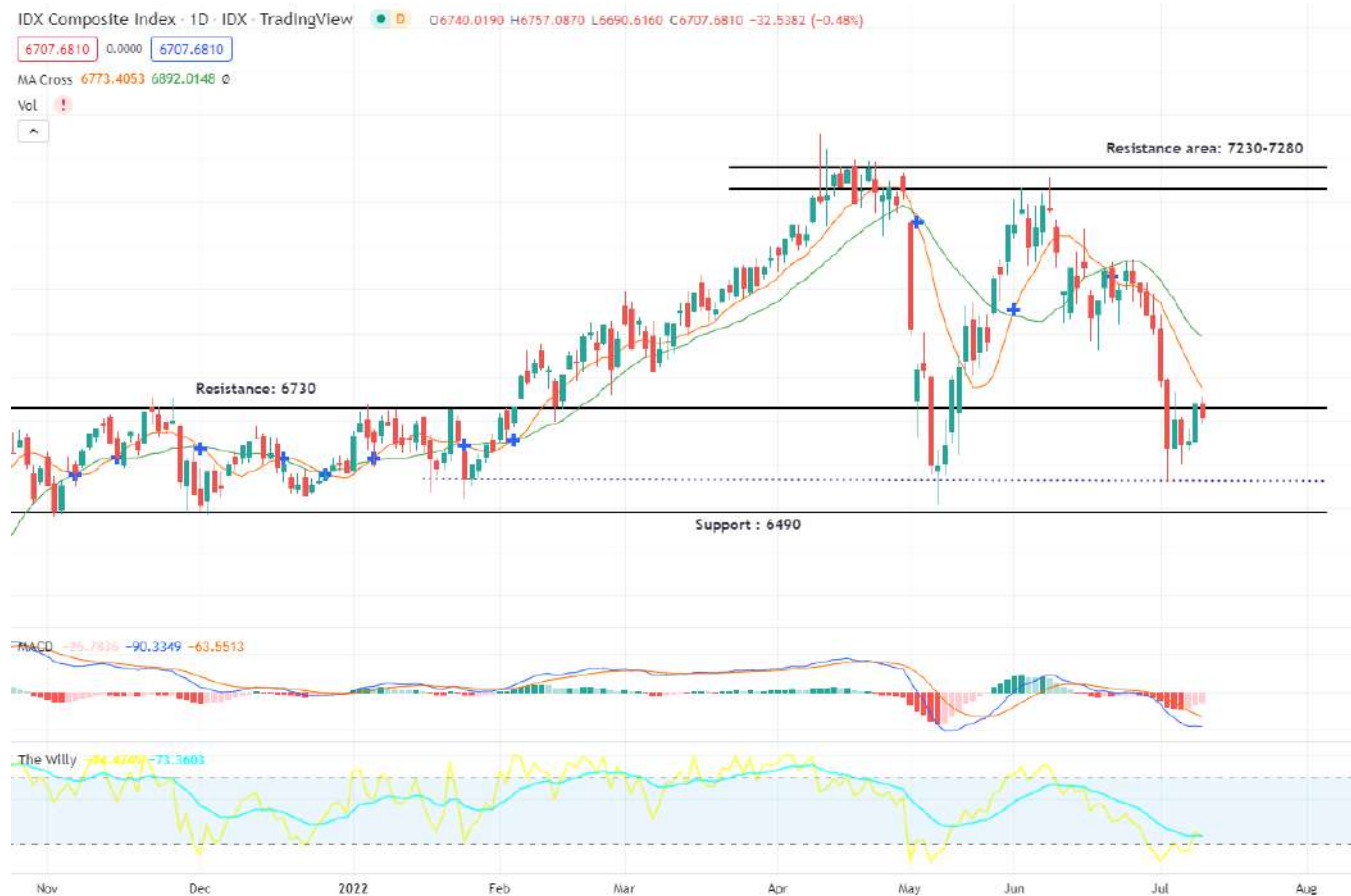 IDX Composite Index · 1D · IDX · TradingView D O6740.0190 H6757.0870 L6690.6160 C6707.6810 −32.5382 (−0.48%)
6707.6810 0.0000 6707.6810
MA Cross 6773.4053 6892.0148 Ø
Vol !
Resistance area: 7230-7280
Resistance: 6730
Support : 6490
MACD −26.7836 −90.3349 −63.5513
The Willy −73.3603
Nov Dec 2022 Feb Mar Apr May Jun Jul Aug